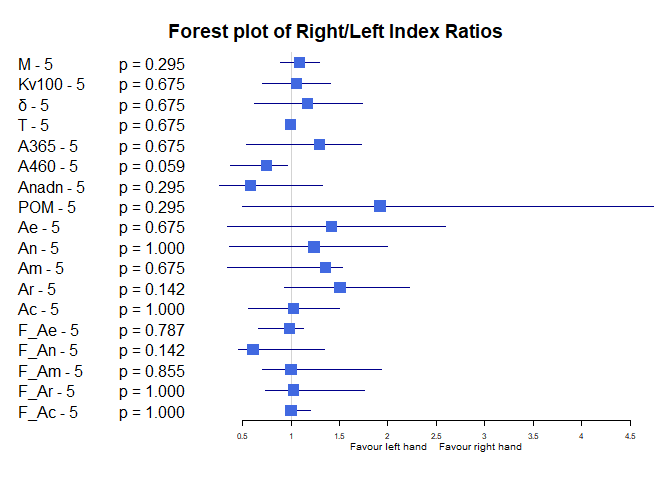 Forest plot of Right/Left Index Ratios
M - 5 p = 0.295
Kv100 - 5 p = 0.675
δ - 5 p = 0.675
T - 5 p = 0.675
A365 - 5 p = 0.675
A460 - 5 p = 0.059
Anadn - 5 p = 0.295
POM - 5 p = 0.295
Ae - 5 p = 0.675
An - 5 p = 1.000
Am - 5 p = 0.675
Ar - 5 p = 0.142
Ac - 5 p = 1.000
F_Ae - 5 p = 0.787
F_An - 5 p = 0.142
F_Am - 5 p = 0.855
F_Ar - 5 p = 1.000
F_Ac - 5 p = 1.000
0.5 1 1.5 2 2.5 3 3.5 4 4.5
Favour left hand Favour right hand